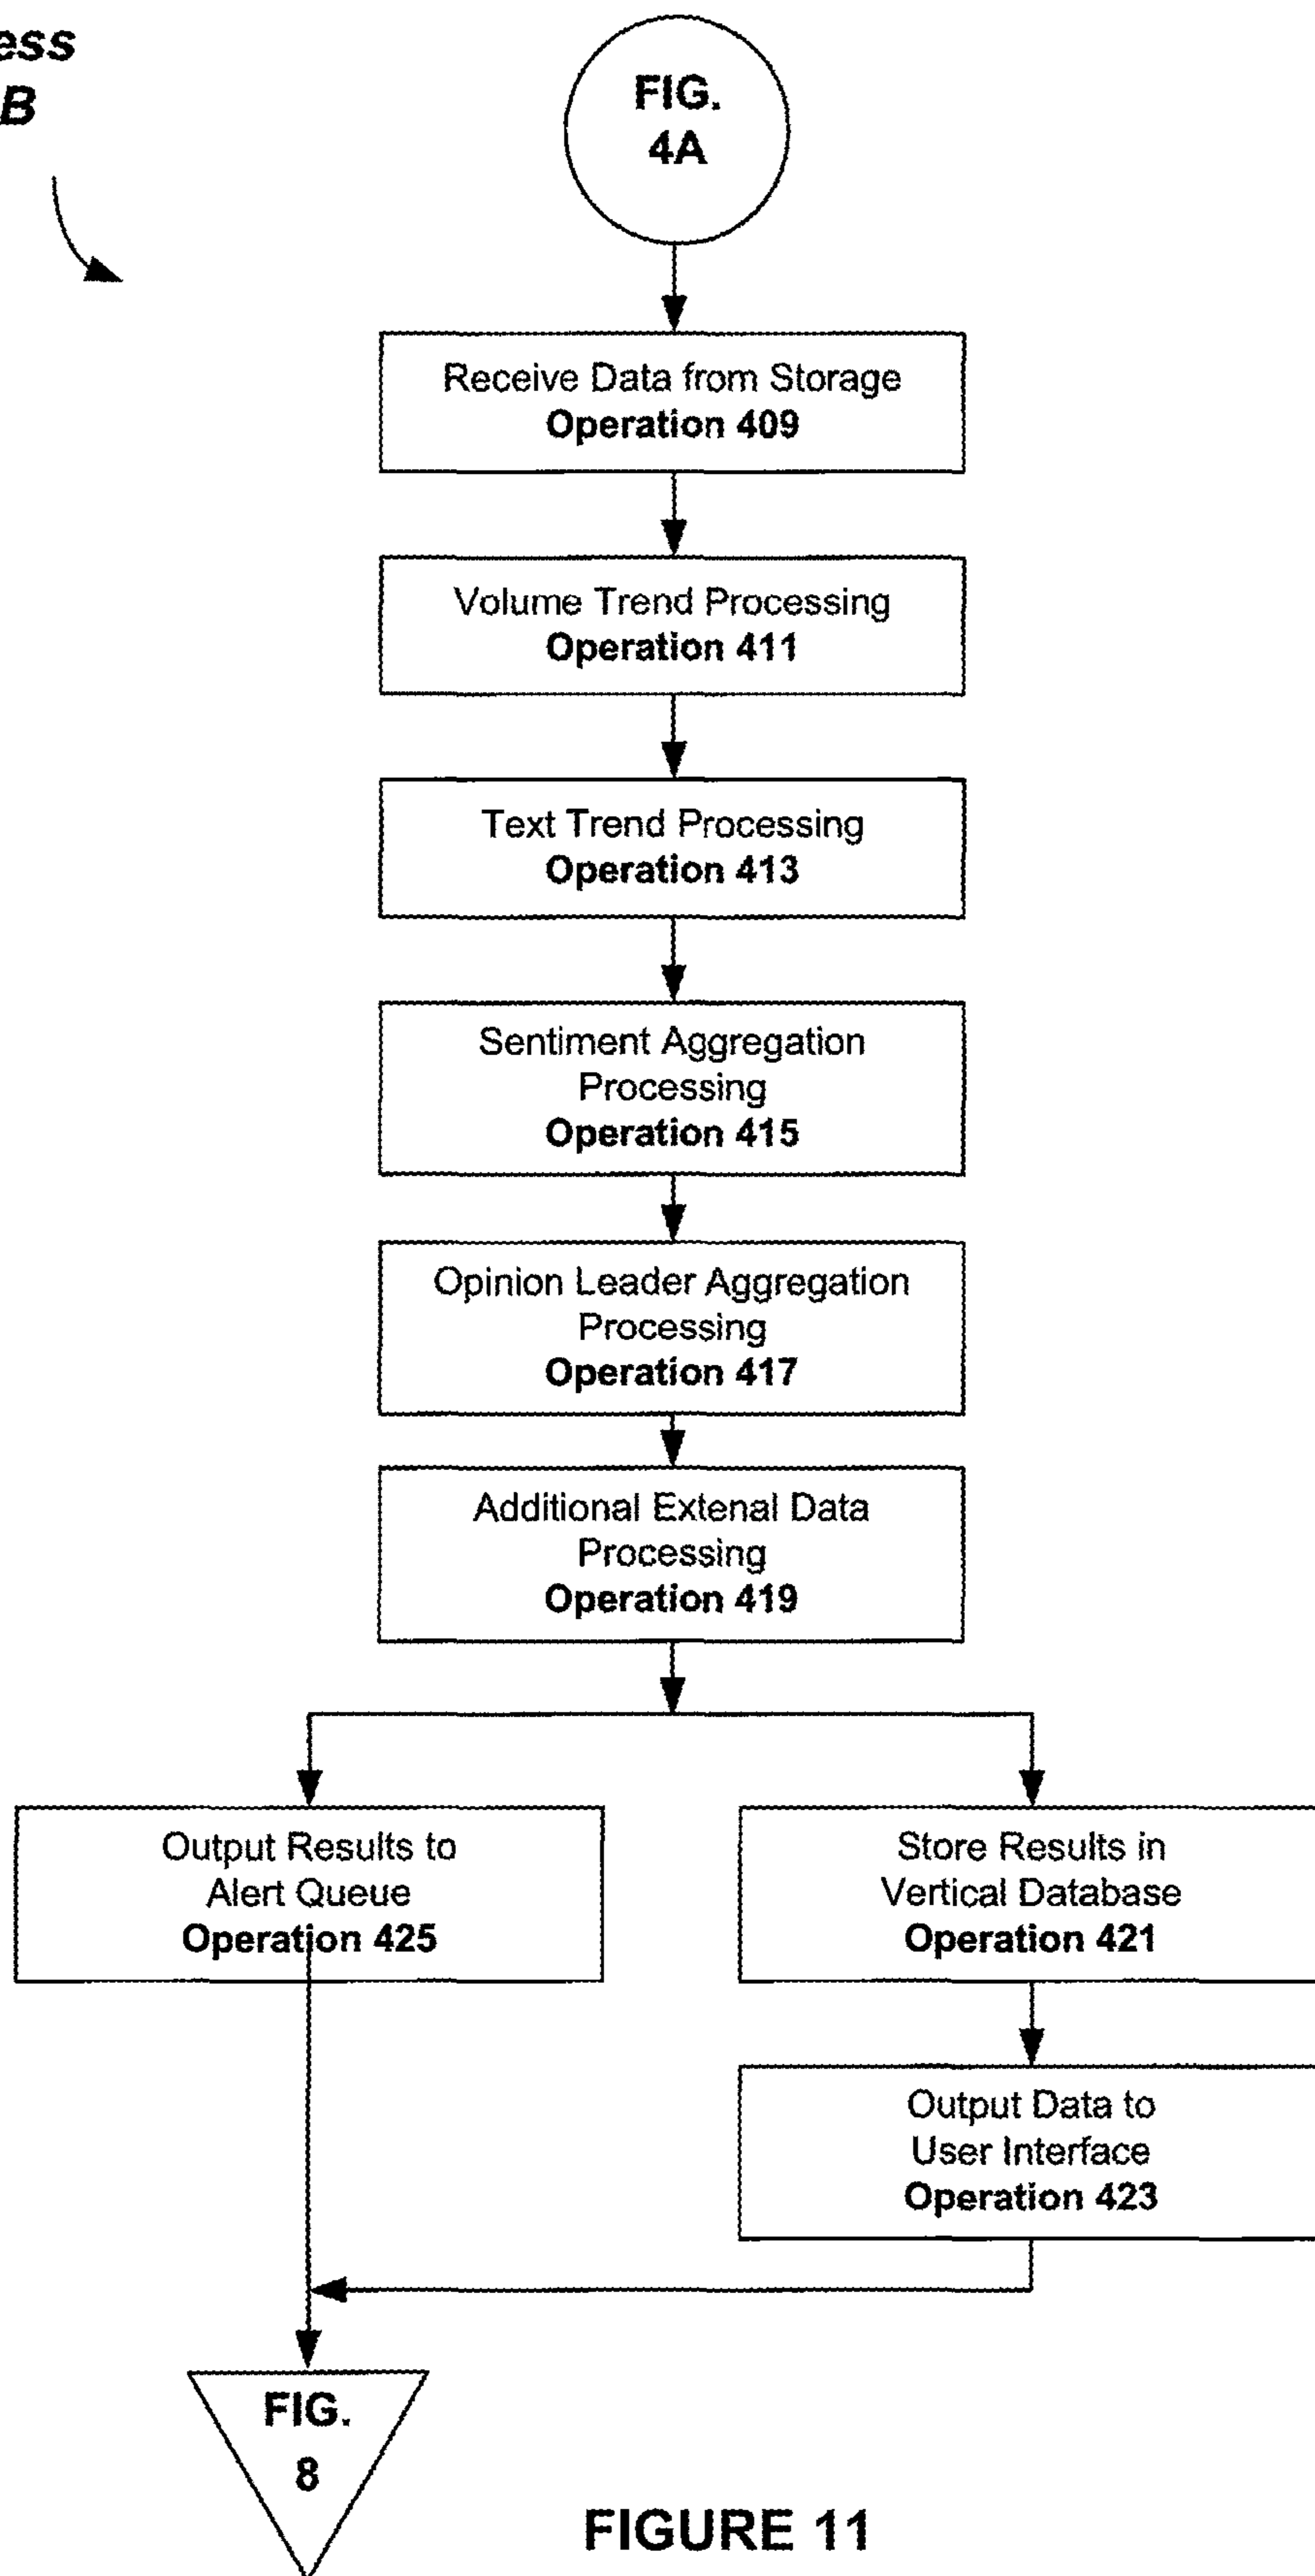 B
FIG.
4A
Receive Data from Storage
Operation 409
Volume Trend Processing
Operation 411
Text Trend Processing
Operation 413
Sentiment Aggregation
Processing
Operation 415
Opinion Leader Aggregation
Processing
Operation 417
Additional Extenal Data
Processing
Operation 419
Output Results to
Alert Queue
Operation 425
Store Results in
Vertical Database
Operation 421
Output Data to
User Interface
Operation 423
FIG.
8
FIGURE 11